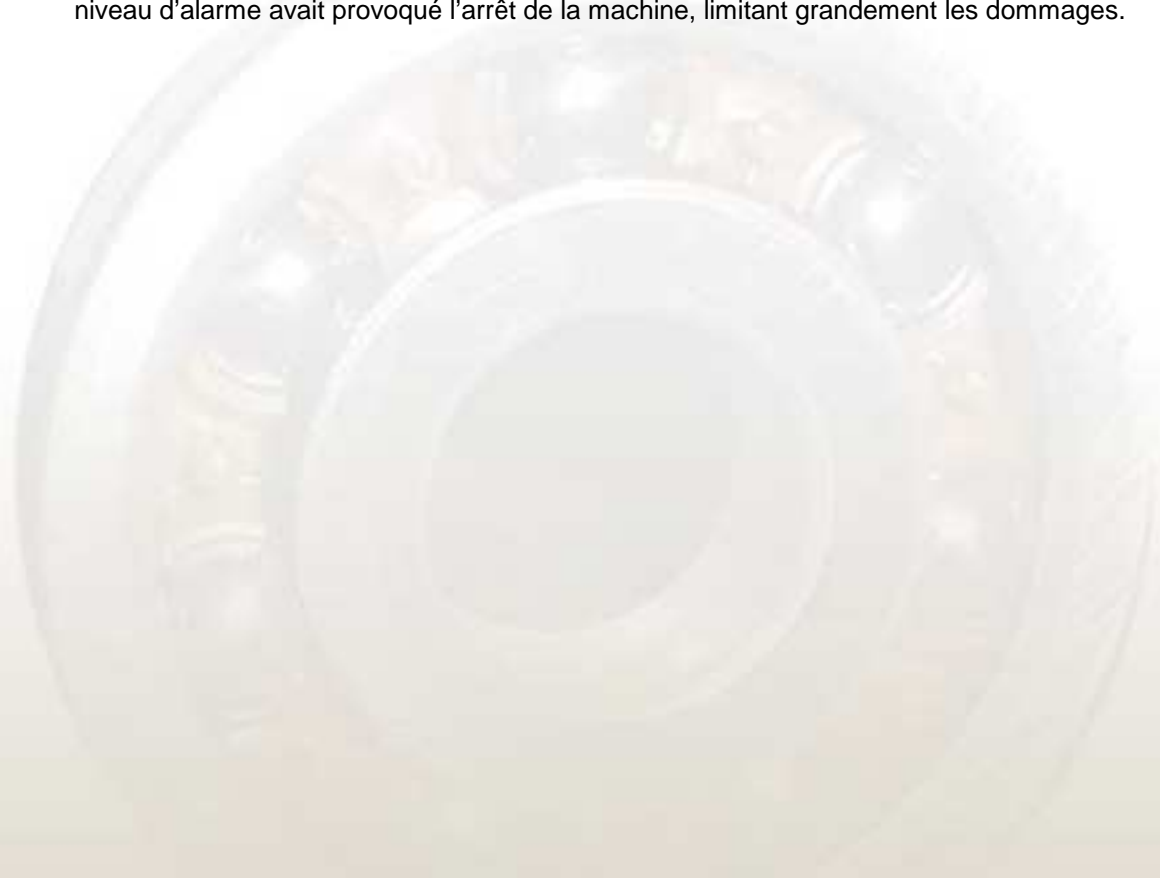 niveau d’alarme avait provoqué l’arrêt de la machine, limitant grandement les dommages.